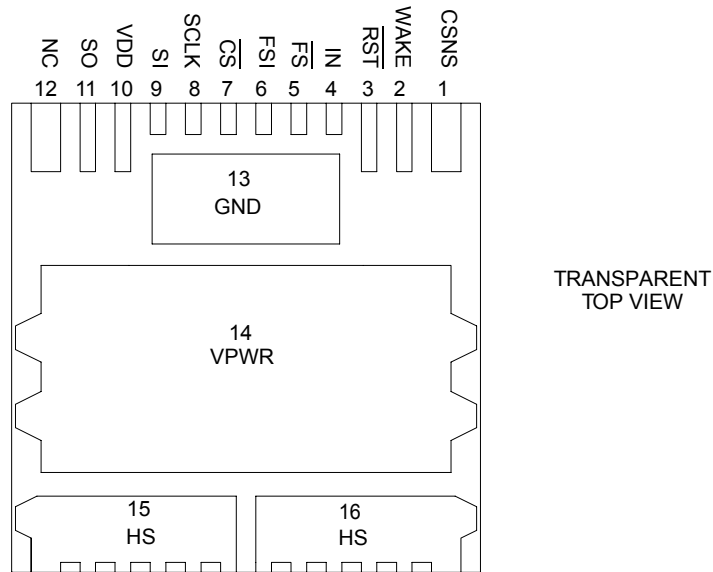 NC SO VDD SI SCLK CS FSI FS IN RST WAKE CSNS
12 11 10 9 8 7 6 5 4 3 2 1
13
GND
TRANSPARENT
TOP VIEW
14
VPWR
15 16
HS HS